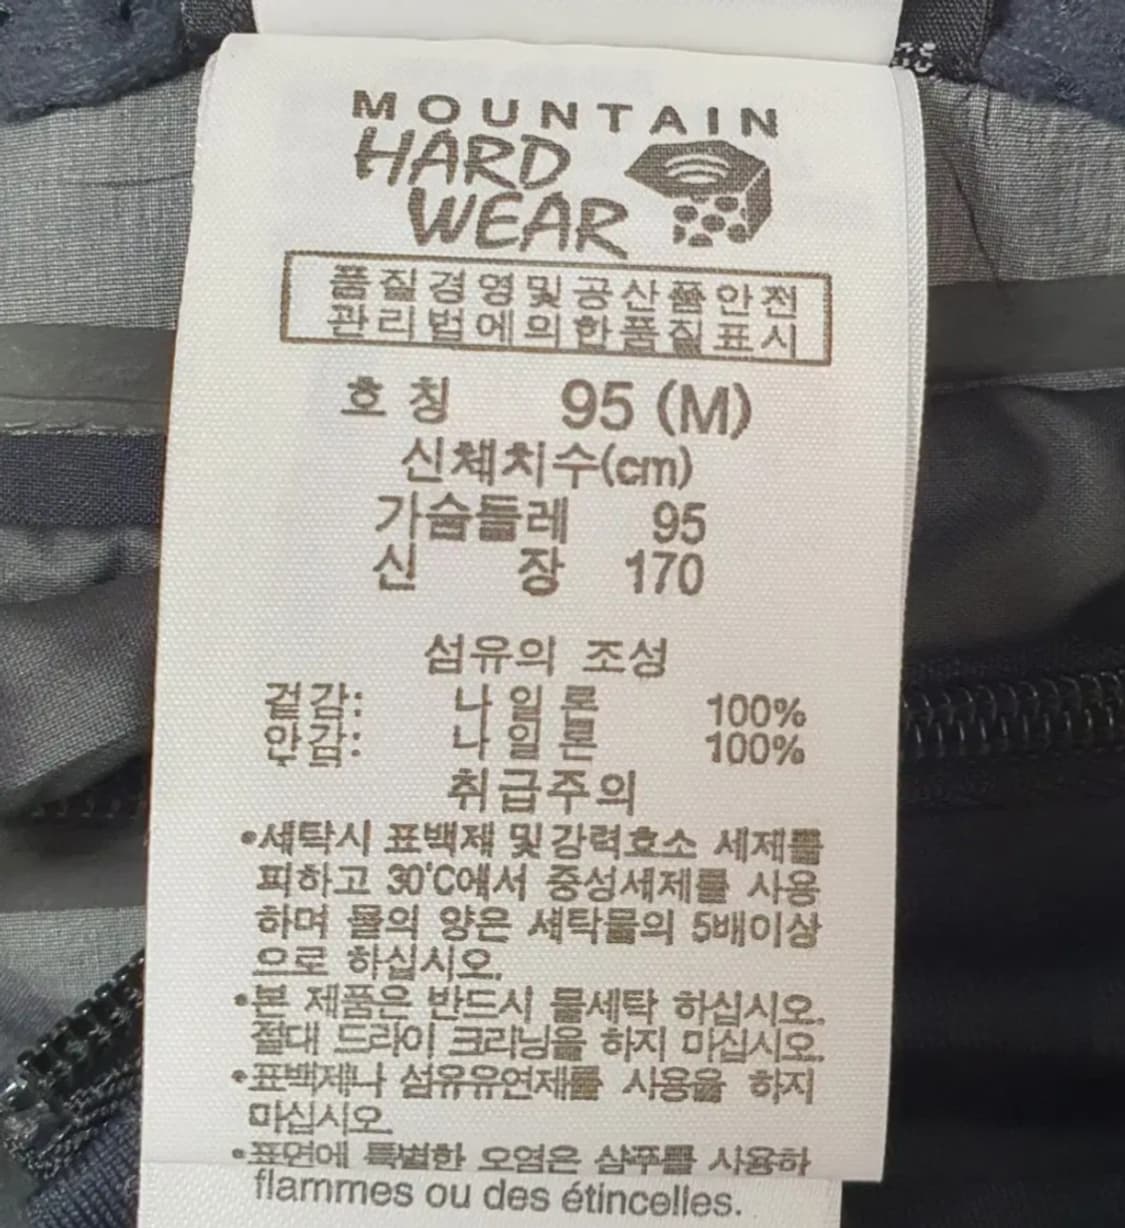 MOUNTAIN
HARD
WEAR
품질경영및공산품안전
관리법에의한품질표시
호 칭 95 (M)
신체치수(cm)
가슴둘레 95
신 장 170
섬유의 조성
겉감: 나 일 론 100%
안감: 나 일 론 100%
취급주의
•세탁시 표백제 및 강력효소 세제를
피하고 30°C에서 중성세제를 사용
하며 물의 양은 세탁물의 5배이상
으로 하십시오.
•본 제품은 반드시 물세탁 하십시오.
절대 드라이 크리닝을 하지 마십시오.
•표백제나 섬유유연제를 사용을 하지
마십시오.
•표면에 특별한 오염은 샴푸를 사용하
flammes ou des étincelles.